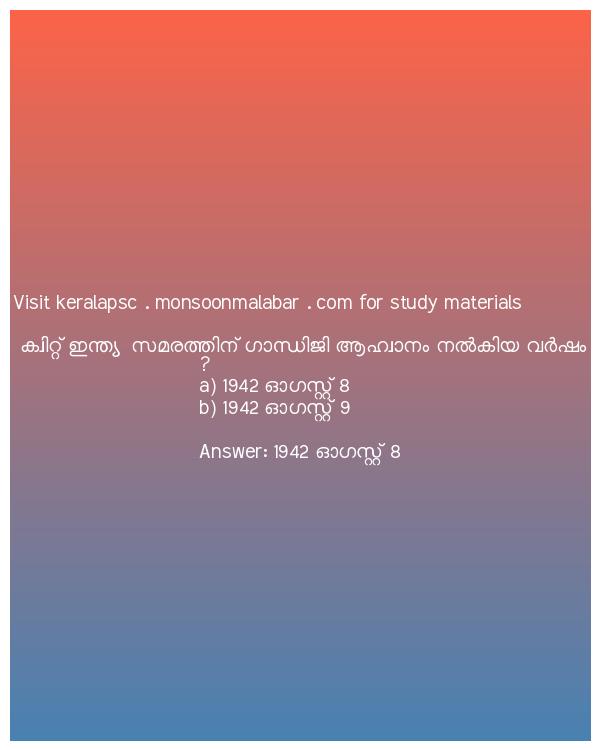 Visit keralapsc . monsoonmalabar . com for study materials
ക്വിറ്റ് ഇന്ത്യ സമരത്തിന് ഗാന്ധിജി ആഹ്വാനം നൽകിയ വർഷം
?
a) 1942 ഓഗസ്റ്റ് 8
b) 1942 ഓഗസ്റ്റ് 9
Answer: 1942 ഓഗസ്റ്റ് 8